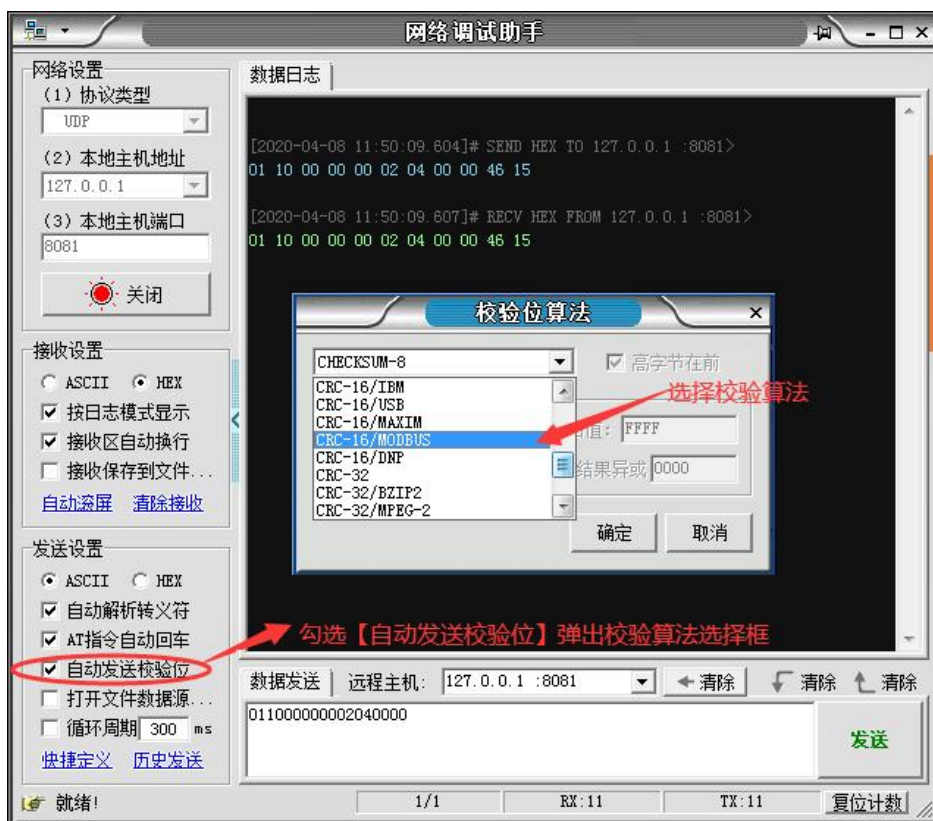 网络调试助手
网络设置
(1) 协议类型
UDP
(2) 本地主机地址
127.0.0.1
(3) 本地主机端口
8081
关闭
接收设置
ASCII HEX
按日志模式显示
接收区自动换行
接收保存到文件...
自动滚屏 清除接收
发送设置
ASCII HEX
自动解析转义符
AT指令自动回车
自动发送校验位
打开文件数据源...
循环周期 300 ms
快捷定义 历史发送
数据日志
[2020-04-08 11:50:09.604]# SEND HEX TO 127.0.0.1 :8081>
01 10 00 00 00 02 04 00 00 46 15
[2020-04-08 11:50:09.607]# RECV HEX FROM 127.0.0.1 :8081>
01 10 00 00 00 02 04 00 00 46 15
校验位算法
CHECKSUM-8
高字节在前
CRC-16/IBM
CRC-16/USB
CRC-16/MAXIM
CRC-16/MODBUS
CRC-16/DNP
CRC-32
CRC-32/BZIP2
CRC-32/MPEG-2
选择校验算法
值: FFFF
结果异或 0000
确定 取消
勾选【自动发送校验位】弹出校验算法选择框
数据发送 远程主机: 127.0.0.1 :8081 清除 清除 清除
011000000002040000
发送
就绪! 1/1 RX:11 TX:11 复位计数